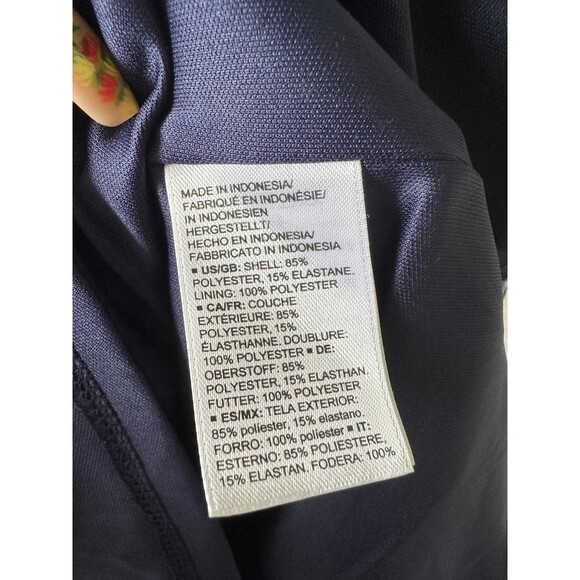 MADE IN INDONESIA/
FABRIQUÉ EN INDONÉSIE/
IN INDONESIEN
HERGESTELLT/
HECHO EN INDONESIA/
FABBRICATO IN INDONESIA
■ US/GB: SHELL: 85%
POLYESTER, 15% ELASTANE.
LINING: 100% POLYESTER
■ CA/FR: COUCHE
EXTÉRIEURE: 85%
POLYESTER, 15%
ÉLASTHANNE, DOUBLURE:
100% POLYESTER ■ DE:
OBERSTOFF: 85%
POLYESTER, 15% ELASTHAN.
FUTTER: 100% POLYESTER
■ ES/MX: TELA EXTERIOR:
85% poliester, 15% elastano.
FORRO: 100% poliester ■ IT:
ESTERNO: 85% POLIESTERE,
15% ELASTAN. FODERA: 100%